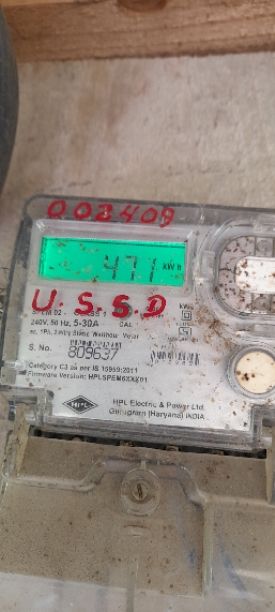 002409
47.1 kWh
U.S.S.D
240V, 50 Hz, 5-30A CAL
S. No. 809637
Category C3 as per IS 15959:2011
Firmware Version: HPLSPEM6XXX01
HPL
HPL Electric & Power Ltd.
Gurugram (Haryana) INDIA